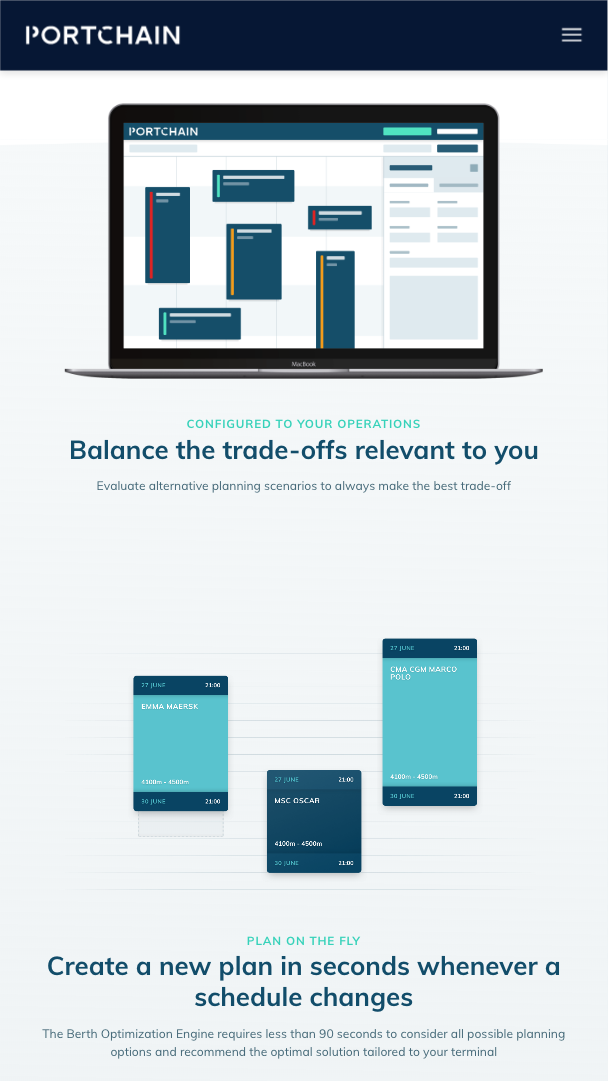 PORTCHAIN
PORTCHAIN
MacBook
CONFIGURED TO YOUR OPERATIONS
Balance the trade-offs relevant to you
Evaluate alternative planning scenarios to always make the best trade-off
27 JUNE 21:00
CMA CGM MARCO
POLO
4100m - 4500m
30 JUNE 21:00
27 JUNE 21:00
EMMA MAERSK
4100m - 4500m
30 JUNE 21:00
27 JUNE 21:00
MSC OSCAR
4100m - 4500m
30 JUNE 21:00
PLAN ON THE FLY
Create a new plan in seconds whenever a
schedule changes
The Berth Optimization Engine requires less than 90 seconds to consider all possible planning
options and recommend the optimal solution tailored to your terminal